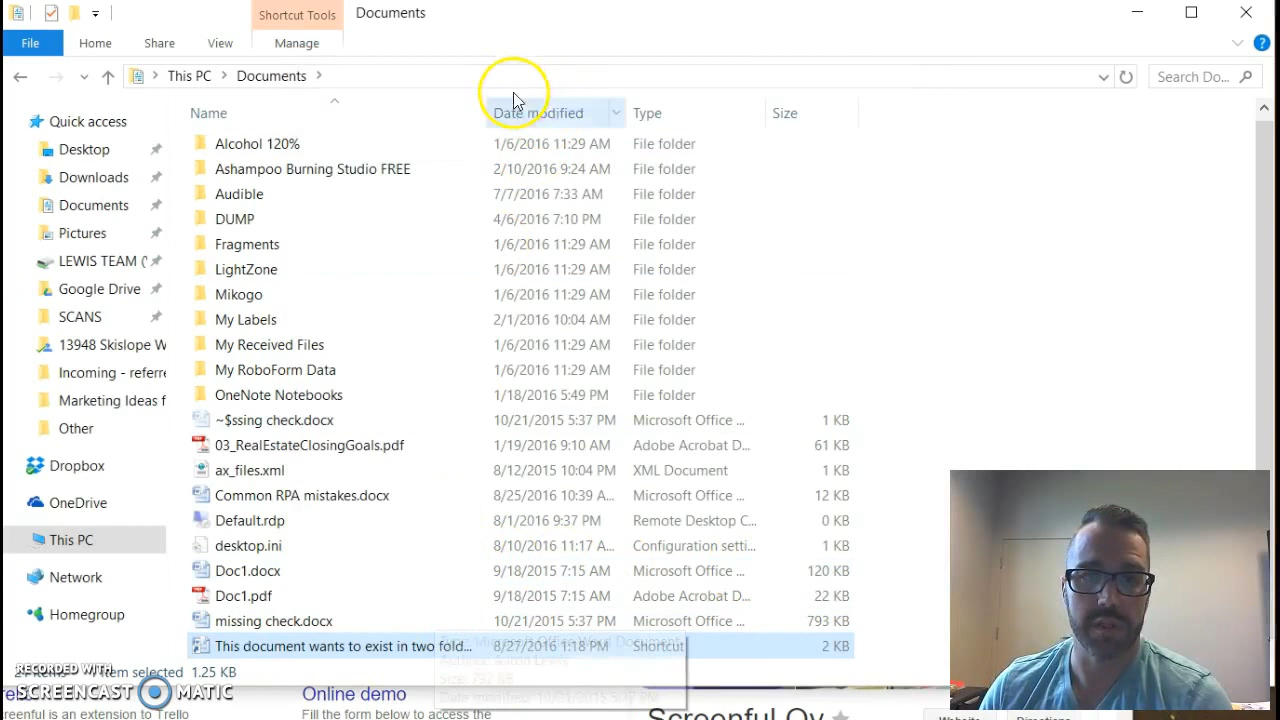 Shortcut Tools Documents
File Home Share View Manage
This PC Documents Search Do...
Name Date modified Type Size
Quick access
Desktop
Downloads
Documents
Pictures
LEWIS TEAM (
Google Drive
SCANS
13948 Skislope W
Incoming - referre
Marketing Ideas f
Other
Dropbox
OneDrive
This PC
Network
Homegroup
Alcohol 120% 1/6/2016 11:29 AM File folder
Ashampoo Burning Studio FREE 2/10/2016 9:24 AM File folder
Audible 7/7/2016 7:33 AM File folder
DUMP 4/6/2016 7:10 PM File folder
Fragments 1/6/2016 11:29 AM File folder
LightZone 1/6/2016 11:29 AM File folder
Mikogo 1/6/2016 11:29 AM File folder
My Labels 2/1/2016 10:04 AM File folder
My Received Files 1/6/2016 11:29 AM File folder
My RoboForm Data 1/6/2016 11:29 AM File folder
OneNote Notebooks 1/18/2016 5:49 PM File folder
~$ssing check.docx 10/21/2015 5:37 PM Microsoft Office ... 1 KB
03_RealEstateClosingGoals.pdf 1/19/2016 9:10 AM Adobe Acrobat D... 61 KB
ax_files.xml 8/12/2015 10:04 PM XML Document 1 KB
Common RPA mistakes.docx 8/25/2016 10:39 A... Microsoft Office ... 12 KB
Default.rdp 8/1/2016 9:37 PM Remote Desktop C... 0 KB
desktop.ini 8/10/2016 11:17 A... Configuration setti... 1 KB
Doc1.docx 9/18/2015 7:15 AM Microsoft Office ... 120 KB
Doc1.pdf 9/18/2015 7:15 AM Adobe Acrobat D... 22 KB
missing check.docx 10/21/2015 5:37 PM Microsoft Office ... 793 KB
This document wants to exist in two fold... 8/27/2016 1:18 PM Shortcut 2 KB
item selected 1.25 KB
RECORDED WITH
SCREENCAST MATIC
Online demo
enful is an extension to Trello Fill the form below to access the
Screenful Ov
Website Directions